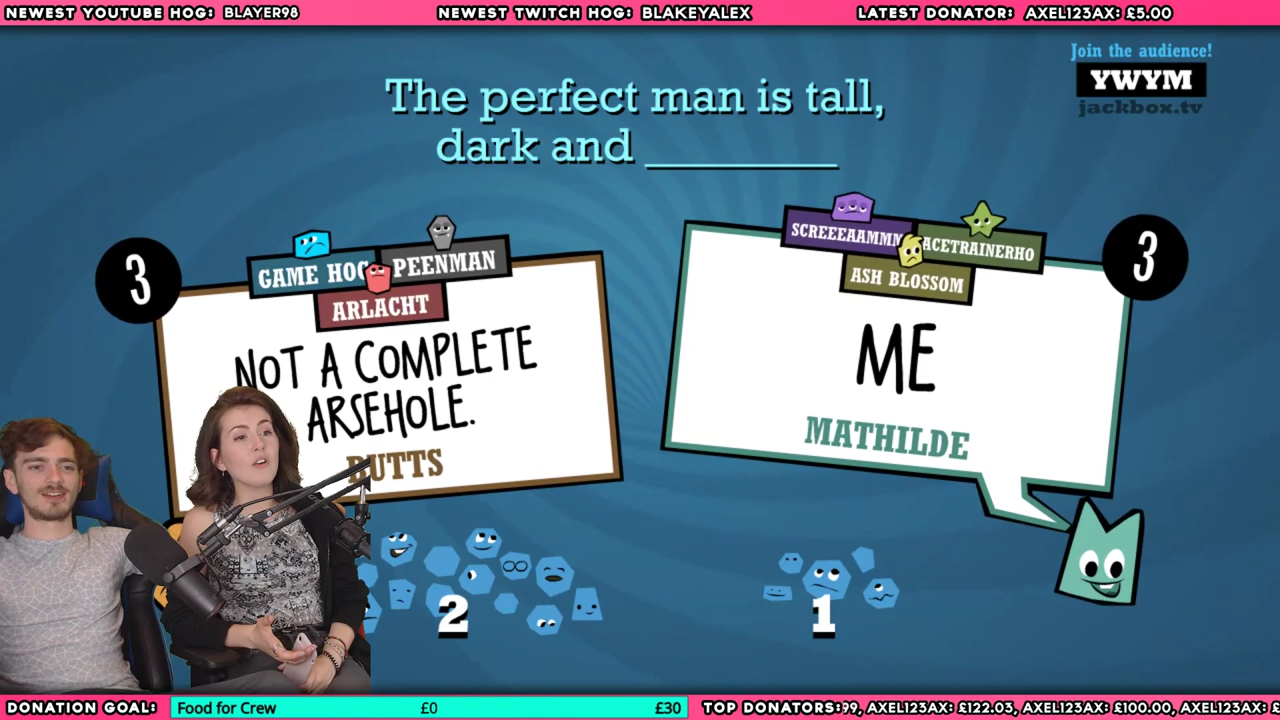 NEWEST YOUTUBE HOG: BLAYER98
NEWEST TWITCH HOG: BLAKEYALEX
LATEST DONATOR: AXEL123AX: £5.00
Join the audience!
YWYM
jackbox.tv
The perfect man is tall,
dark and ________
3
GAME HOG
PEENMAN
ARLACHT
NOT A COMPLETE
ARSEHOLE.
BUTTS
2
SCREEEAAMMM
ACETRAINERHO
ASH BLOSSOM
3
ME
MATHILDE
1
DONATION GOAL:
Food for Crew
£0
£30
TOP DONATORS:
99, AXEL123AX: £122.03, AXEL123AX: £100.00, AXEL123AX: £